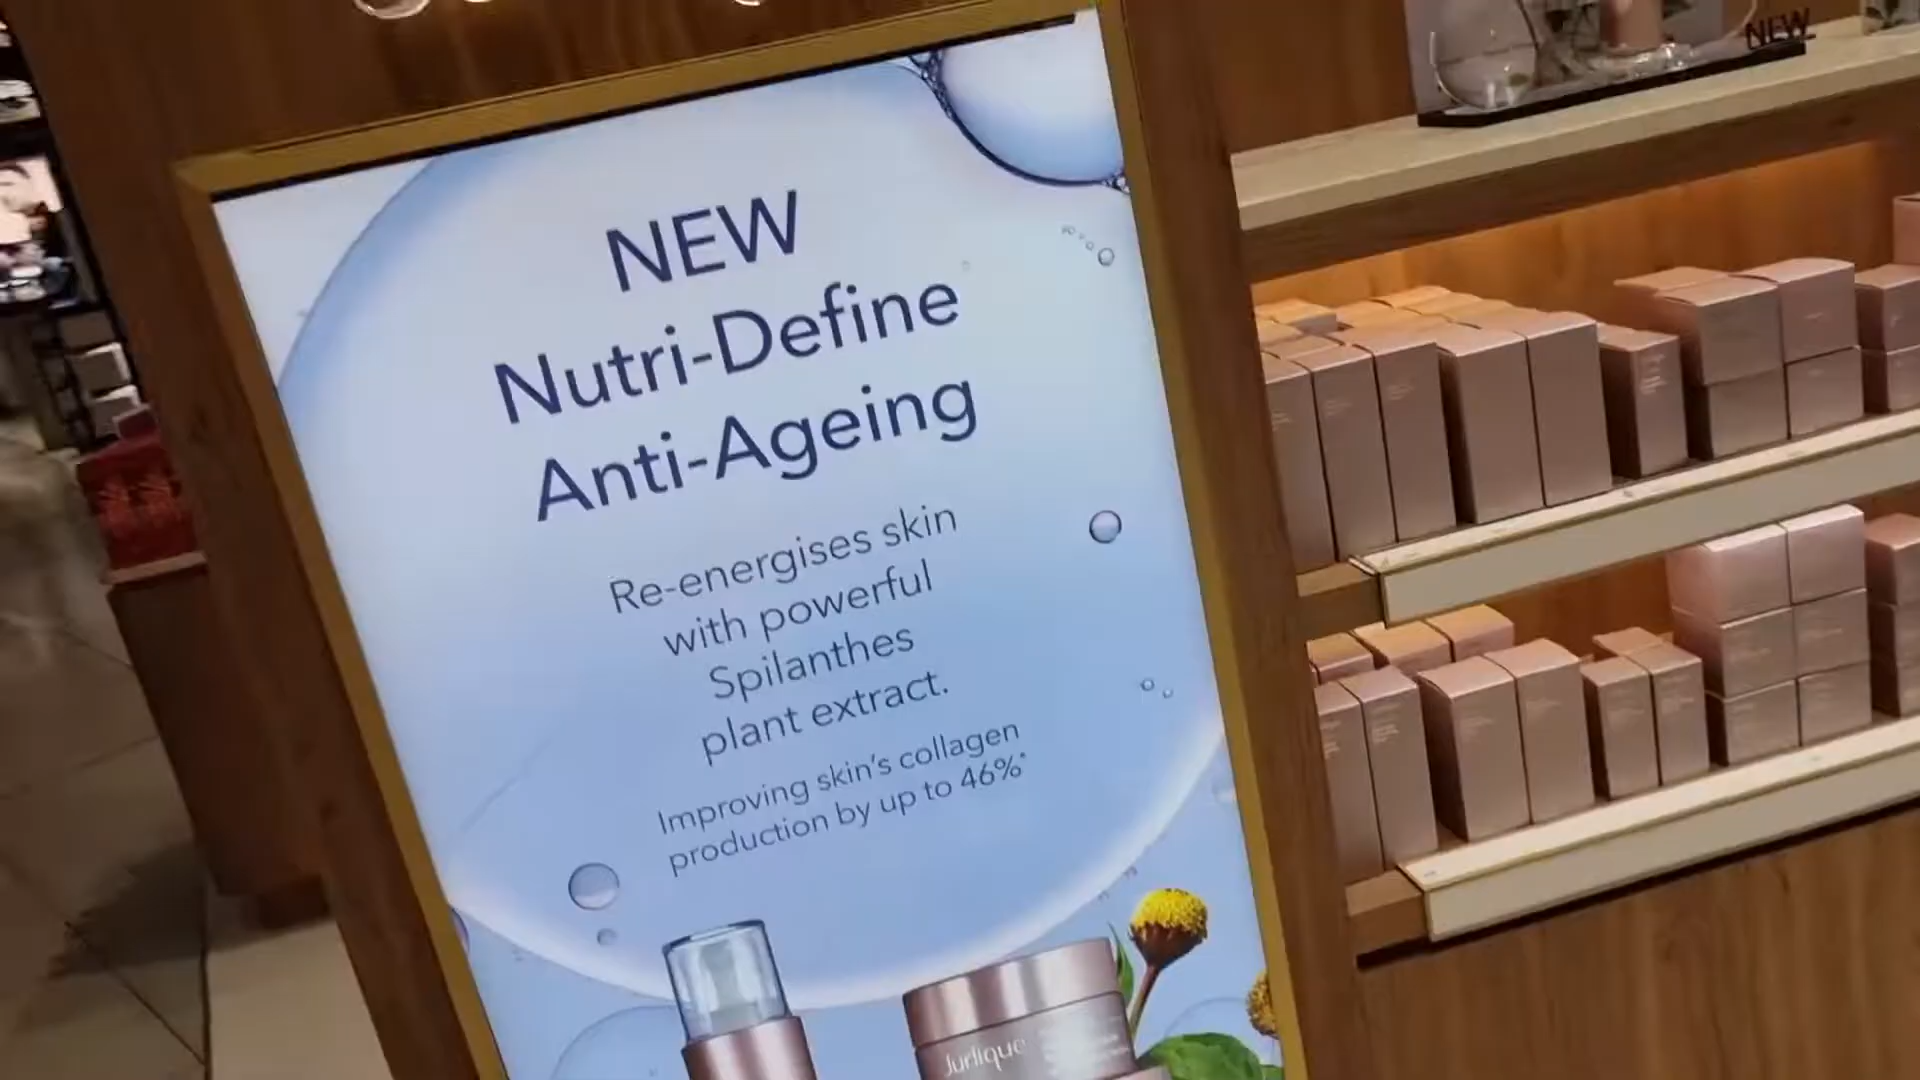 NEW
NEW
Nutri-Define
Anti-Ageing
Re-energises skin
with powerful
Spilanthes
plant extract.
Improving skin's collagen
production by up to 46%*
Jurlique